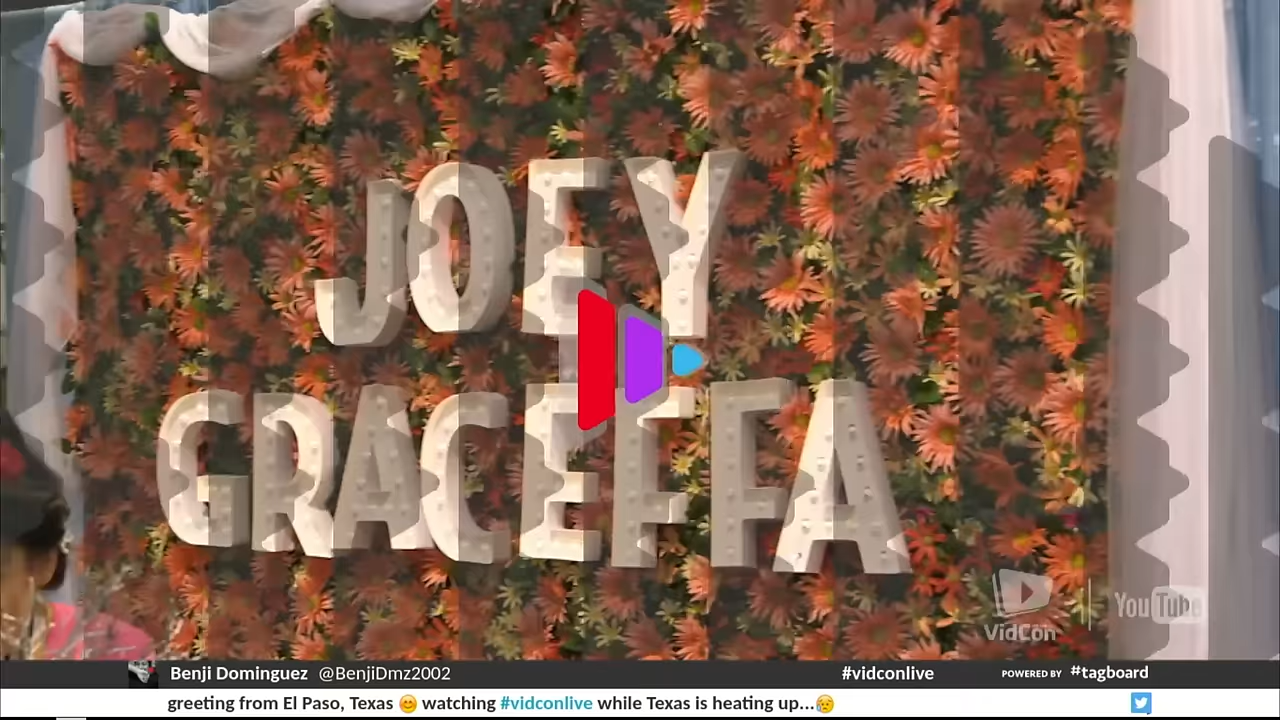 JOEY
GRACEFFA
VidCon
YouTube
Benji Dominguez @BenjiDmz2002
#vidconlive
POWERED BY #tagboard
greeting from El Paso, Texas 😊 watching #vidconlive while Texas is heating up...😥